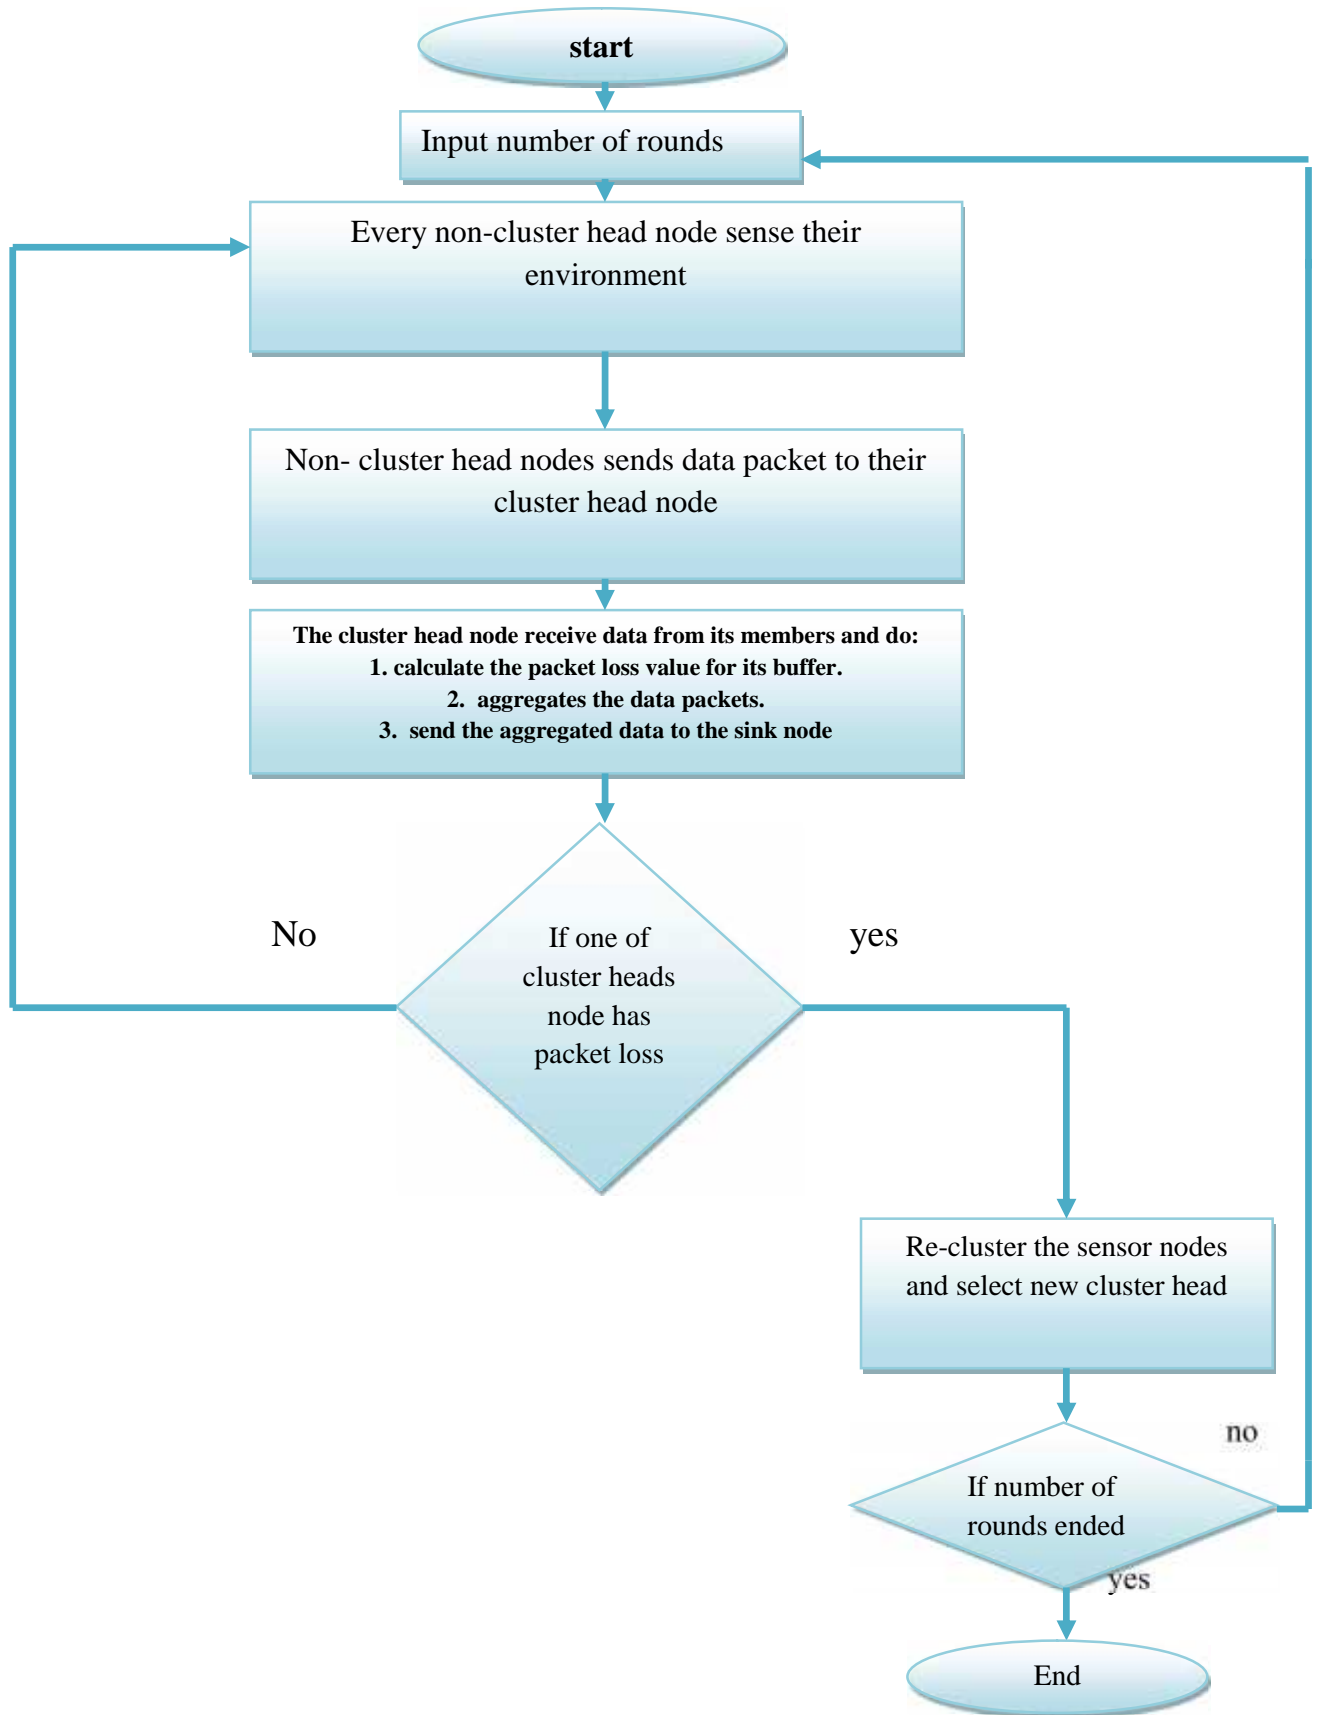 start
Input number of rounds
Every non-cluster head node sense their
environment
Non- cluster head nodes sends data packet to their
cluster head node
The cluster head node receive data from its members and do:
1. calculate the packet loss value for its buffer.
2. aggregates the data packets.
3. send the aggregated data to the sink node
No
yes
If one of
cluster heads
node has
packet loss
Re-cluster the sensor nodes
and select new cluster head
no
If number of
rounds ended
yes
End